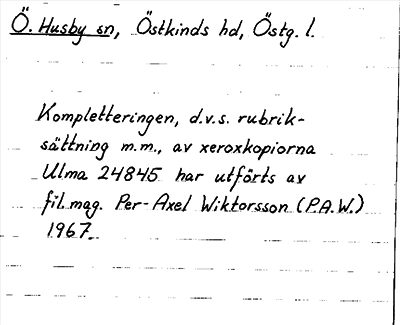 Ö. Husby sn, Östkinds hd, Östg. l.
Kompletteringen, d.v.s. rubrik-
sättning m.m., av xeroxkopiorna
Ulma 24845 har utförts av
fil. mag. Per-Axel Wiktorsson (P.A.W.)
1967.